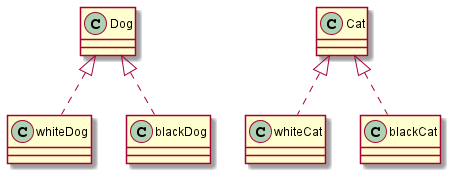 C Dog
C Cat
C whiteDog
C blackDog
C whiteCat
C blackCat